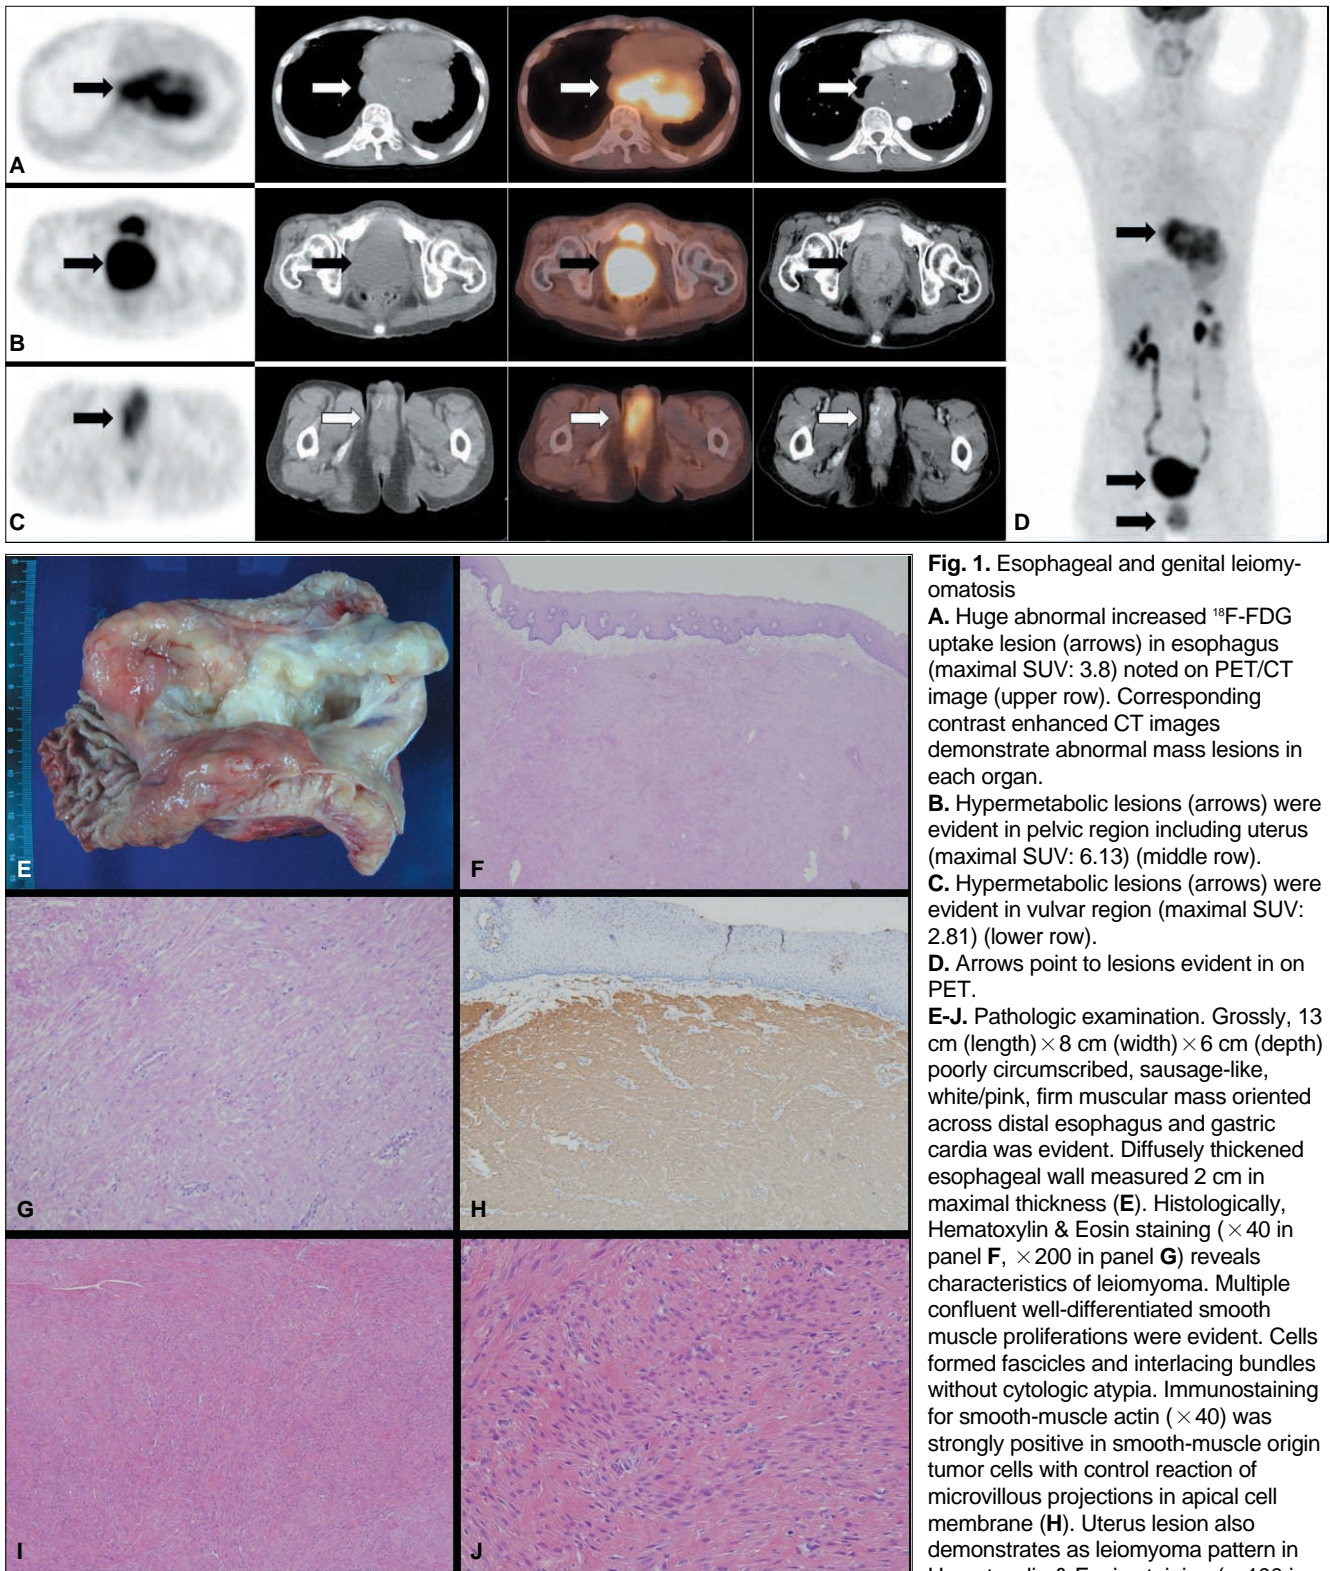 A
B
C
D
E
F
G
H
I
J
Fig. 1. Esophageal and genital leiomy-
omatosis
A. Huge abnormal increased ¹⁸F-FDG
uptake lesion (arrows) in esophagus
(maximal SUV: 3.8) noted on PET/CT
image (upper row). Corresponding
contrast enhanced CT images
demonstrate abnormal mass lesions in
each organ.
B. Hypermetabolic lesions (arrows) were
evident in pelvic region including uterus
(maximal SUV: 6.13) (middle row).
C. Hypermetabolic lesions (arrows) were
evident in vulvar region (maximal SUV:
2.81) (lower row).
D. Arrows point to lesions evident in on
PET.
E-J. Pathologic examination. Grossly, 13
cm (length) × 8 cm (width) × 6 cm (depth)
poorly circumscribed, sausage-like,
white/pink, firm muscular mass oriented
across distal esophagus and gastric
cardia was evident. Diffusely thickened
esophageal wall measured 2 cm in
maximal thickness (E). Histologically,
Hematoxylin & Eosin staining (× 40 in
panel F, × 200 in panel G) reveals
characteristics of leiomyoma. Multiple
confluent well-differentiated smooth
muscle proliferations were evident. Cells
formed fascicles and interlacing bundles
without cytologic atypia. Immunostaining
for smooth-muscle actin (× 40) was
strongly positive in smooth-muscle origin
tumor cells with control reaction of
microvillous projections in apical cell
membrane (H). Uterus lesion also
demonstrates as leiomyoma pattern in